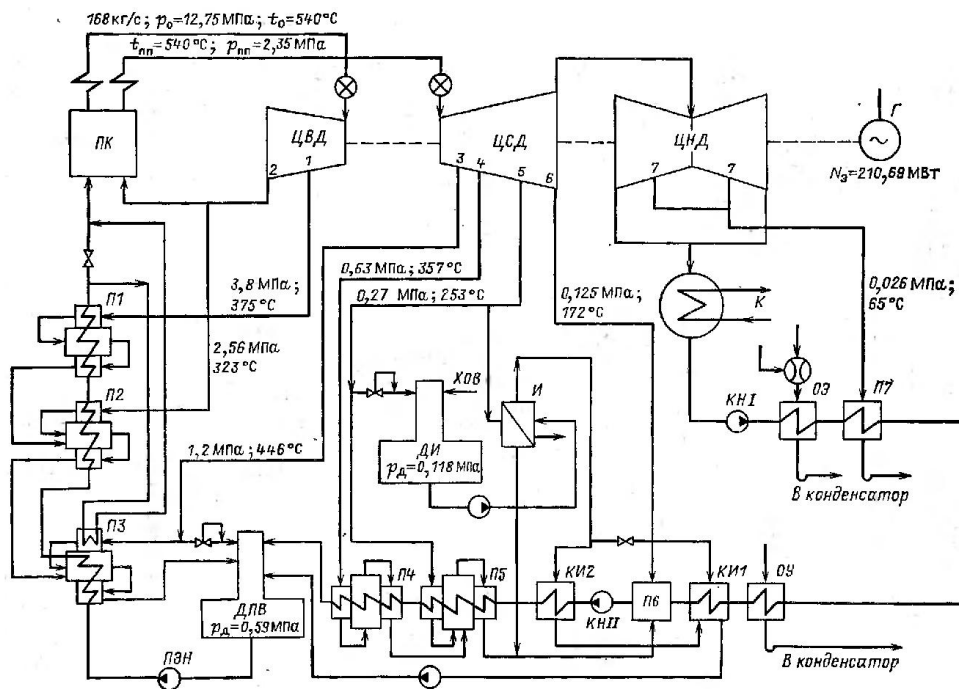 168 кг/с; p₀=12,75 МПа; t₀=540°С
tпп=540°С; pпп=2,35 МПа
ПК
ЦВД
2
1
ЦСД
3
4
5
6
ЦНД
7
7
Г
Nэ=210,68 МВт
3,8 МПа;
375°С
2,56 МПа
323°С
0,63 МПа; 357°С
0,27 МПа; 253°С
0,125 МПа;
172°С
0,026 МПа;
65°С
К
П1
П2
1,2 МПа; 446°С
ХОВ
И
ДИ
pд=0,118 МПа
КНI
ОЭ
П7
В конденсатор
П3
ДПВ
pд=0,59 МПа
ПЭН
П4
П5
КИ2
КНII
П6
КИ1
ОУ
В конденсатор